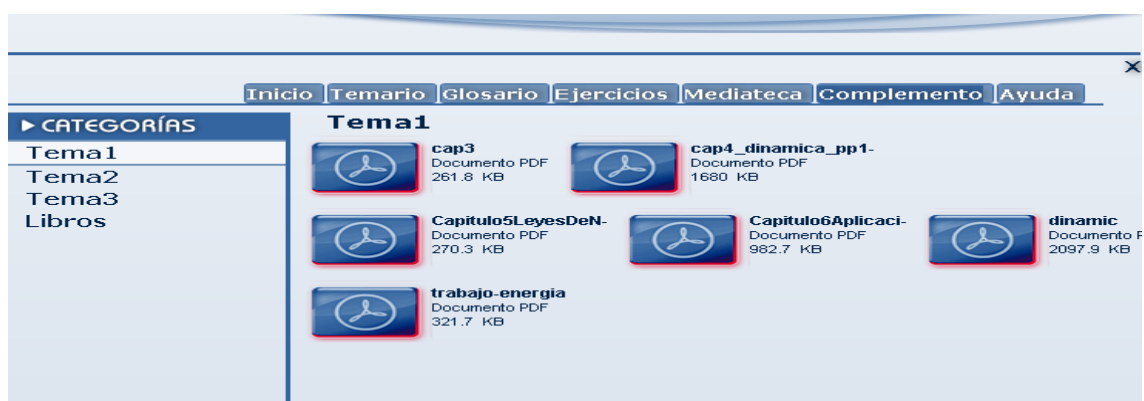 ×
Inicio Temario Glosario Ejercicios Mediateca Complemento Ayuda
CATEGORÍAS
Tema1
Tema2
Tema3
Libros
Tema1
cap3
Documento PDF
261.8 KB
cap4_dinamica_pp1-
Documento PDF
1680 KB
Capitulo5LeyesDeN-
Documento PDF
270.3 KB
Capitulo6Aplicaci-
Documento PDF
982.7 KB
dinamic
Documento P
2097.9 KB
trabajo-energia
Documento PDF
321.7 KB